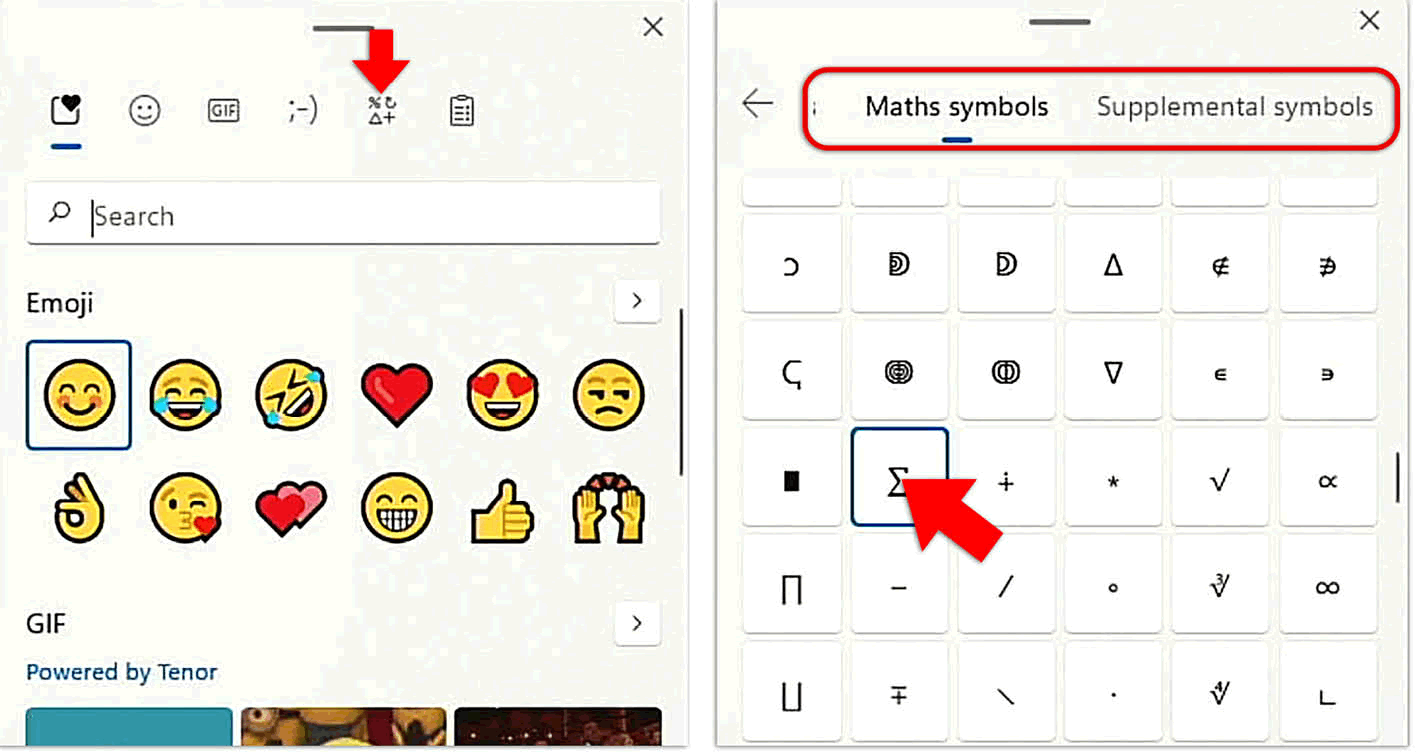 GIF
;-)
Search
Emoji
GIF
Powered by Tenor
Maths symbols
Supplemental symbols
∆ ∉ ∌
∇ ∊ ∍
∎ ∑ ∔ ∗ √ ∝
∏ − ∕ ∘ ∛ ∞
∐ ∓ ∖ ∙ ∜ ∟